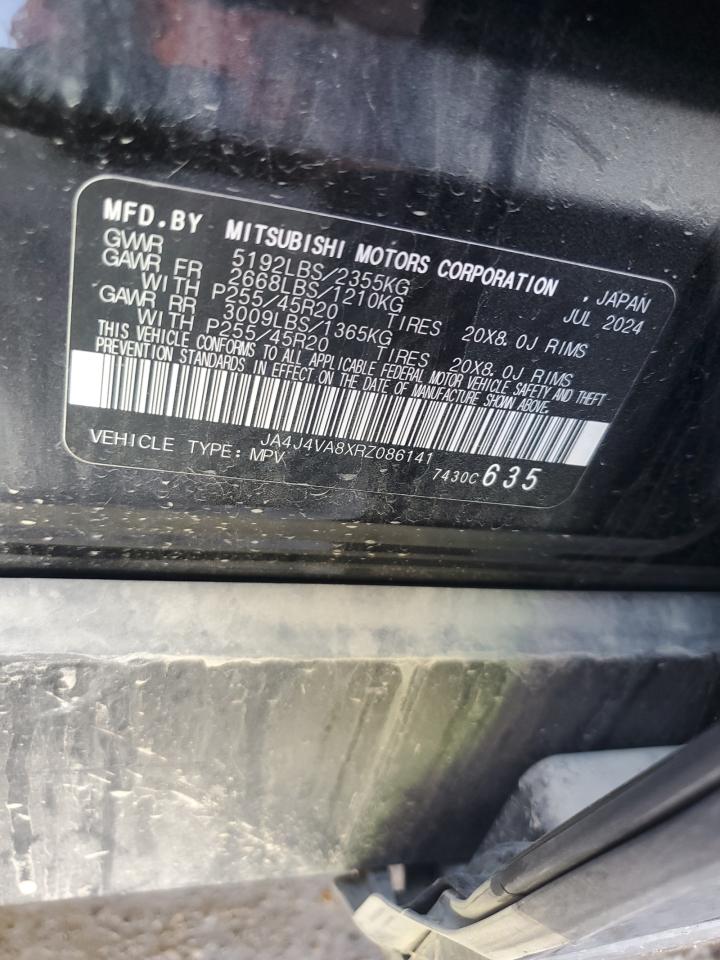 MFD.BY MITSUBISHI MOTORS CORPORATION , JAPAN
GVWR 5192LBS/2355KG JUL 2024
GAWR FR 2668LBS/1210KG
WITH P255/45R20 TIRES 20X8.0J RIMS
GAWR RR 3009LBS/1365KG
WITH P255/45R20 TIRES 20X8.0J RIMS
THIS VEHICLE CONFORMS TO ALL APPLICABLE FEDERAL MOTOR VEHICLE SAFETY AND THEFT
PREVENTION STANDARDS IN EFFECT ON THE DATE OF MANUFACTURE SHOWN ABOVE.
JA4J4VA8XRZ086141
VEHICLE TYPE: MPV 7430C 635